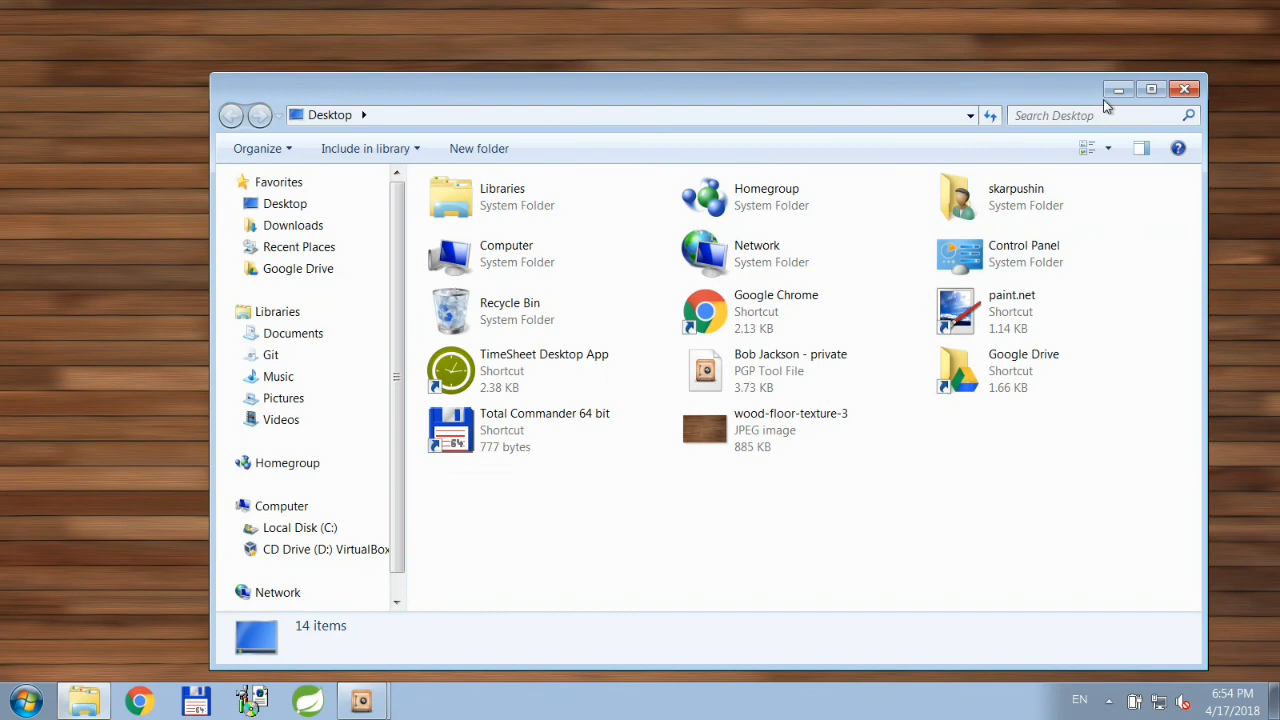 Desktop
Search Desktop
Organize
Include in library
New folder
Favorites
Desktop
Downloads
Recent Places
Google Drive
Libraries
Documents
Git
Music
Pictures
Videos
Homegroup
Computer
Local Disk (C:)
CD Drive (D:) VirtualBox
Network
Libraries
System Folder
Homegroup
System Folder
skarpushin
System Folder
Computer
System Folder
Network
System Folder
Control Panel
System Folder
Recycle Bin
System Folder
Google Chrome
Shortcut
2.13 KB
paint.net
Shortcut
1.14 KB
TimeSheet Desktop App
Shortcut
2.38 KB
Bob Jackson - private
PGP Tool File
3.73 KB
Google Drive
Shortcut
1.66 KB
Total Commander 64 bit
Shortcut
777 bytes
wood-floor-texture-3
JPEG image
885 KB
14 items
64
64
EN
6:54 PM
4/17/2018